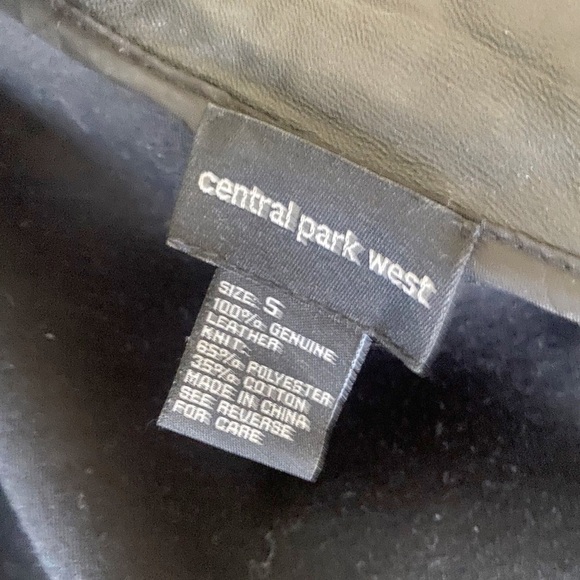 central park west
SIZE: S
100% GENUINE
LEATHER
KNIT:
65% POLYESTER
35% COTTON
MADE IN CHINA
SEE REVERSE
FOR CARE